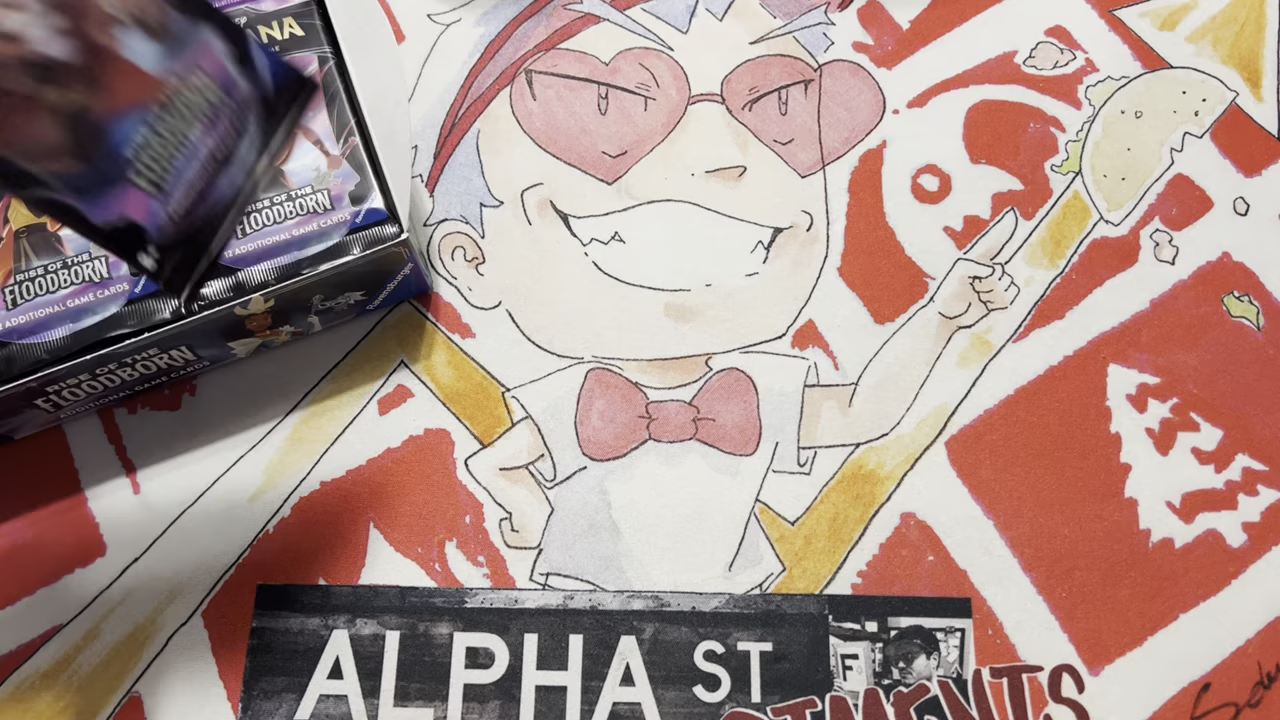 RISE OF THE
FLOODBORN
12 ADDITIONAL GAME CARDS
RISE OF THE
FLOODBORN
ADDITIONAL GAME CARDS
Ravensburger
RISE OF THE
FLOODBORN
ADDITIONAL GAME CARDS
ALPHA ST
F